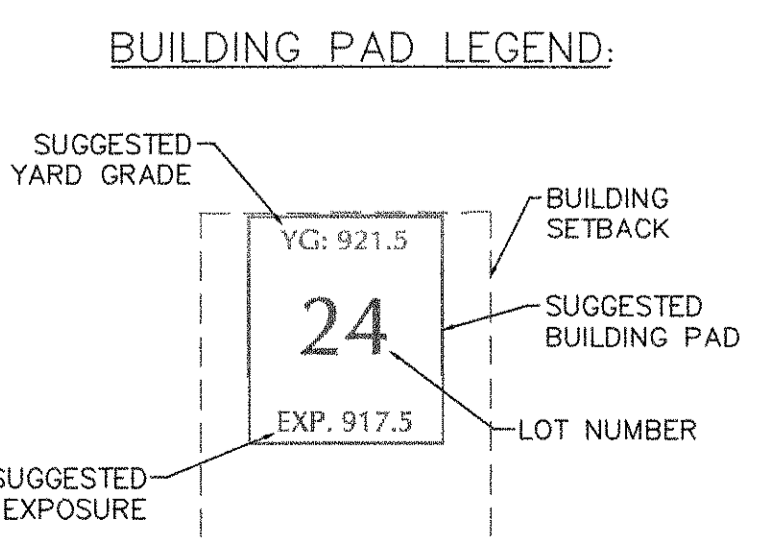 BUILDING PAD LEGEND:
SUGGESTED
YARD GRADE
BUILDING
SETBACK
YG: 921.5
24
SUGGESTED
BUILDING PAD
EXP. 917.5
LOT NUMBER
SUGGESTED
EXPOSURE